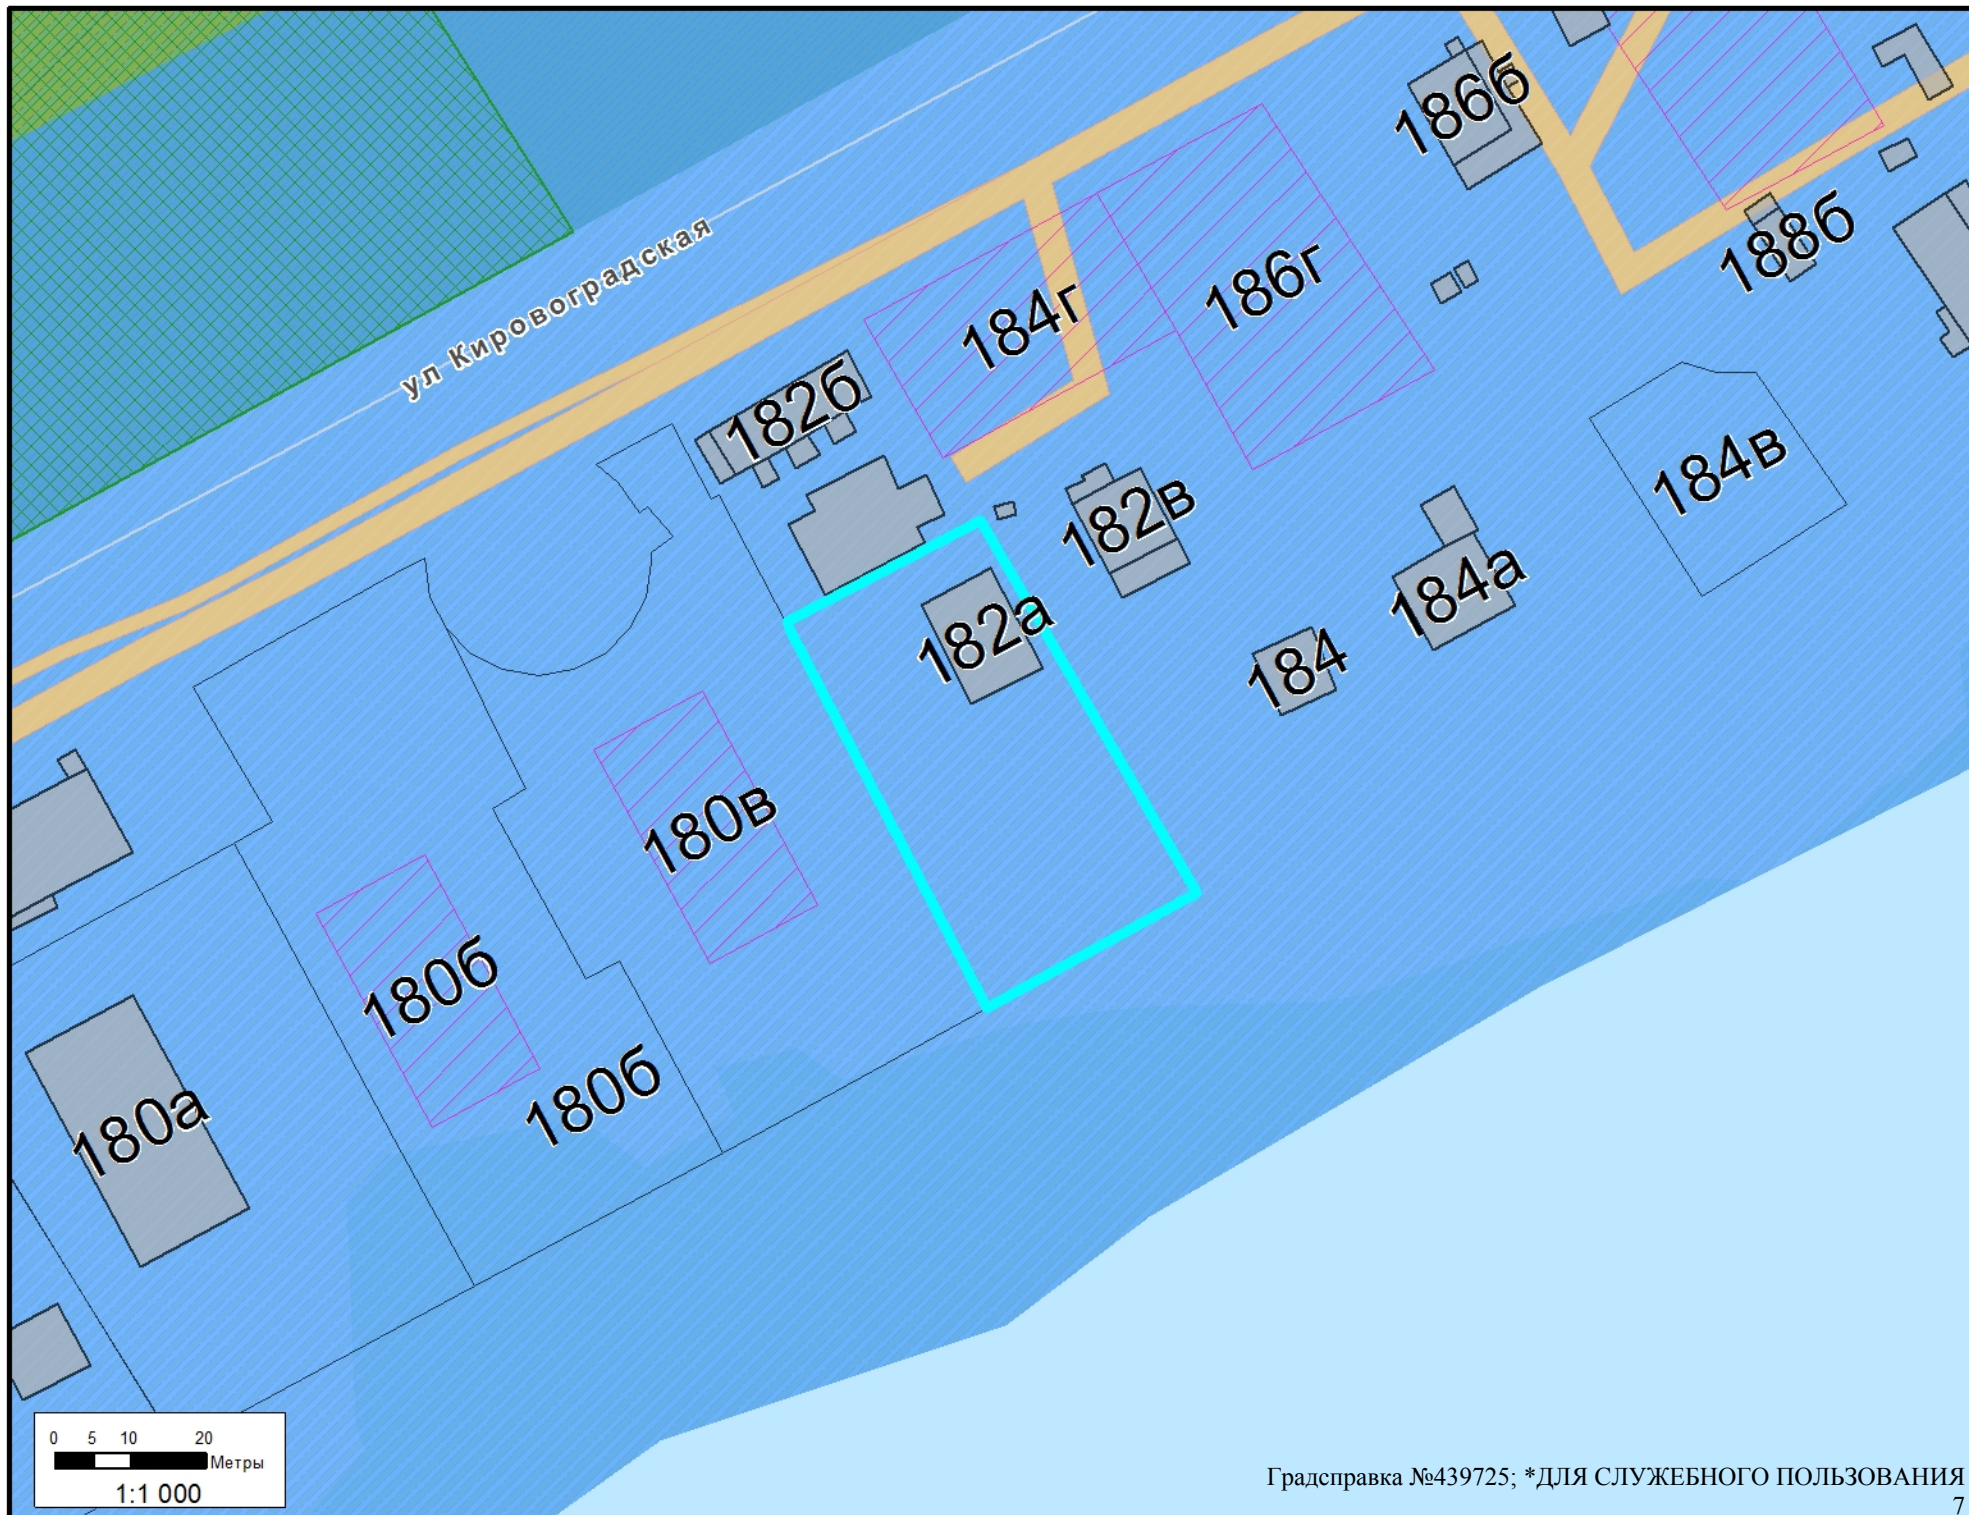 186б
188б
ул Кировоградская
186г
184г
182б
184в
182в
184а
182а
184
180в
180б
180б
180а
0 5 10 20
Метры
1:1 000
Градсправка №439725; *ДЛЯ СЛУЖЕБНОГО ПОЛЬЗОВАНИЯ
7